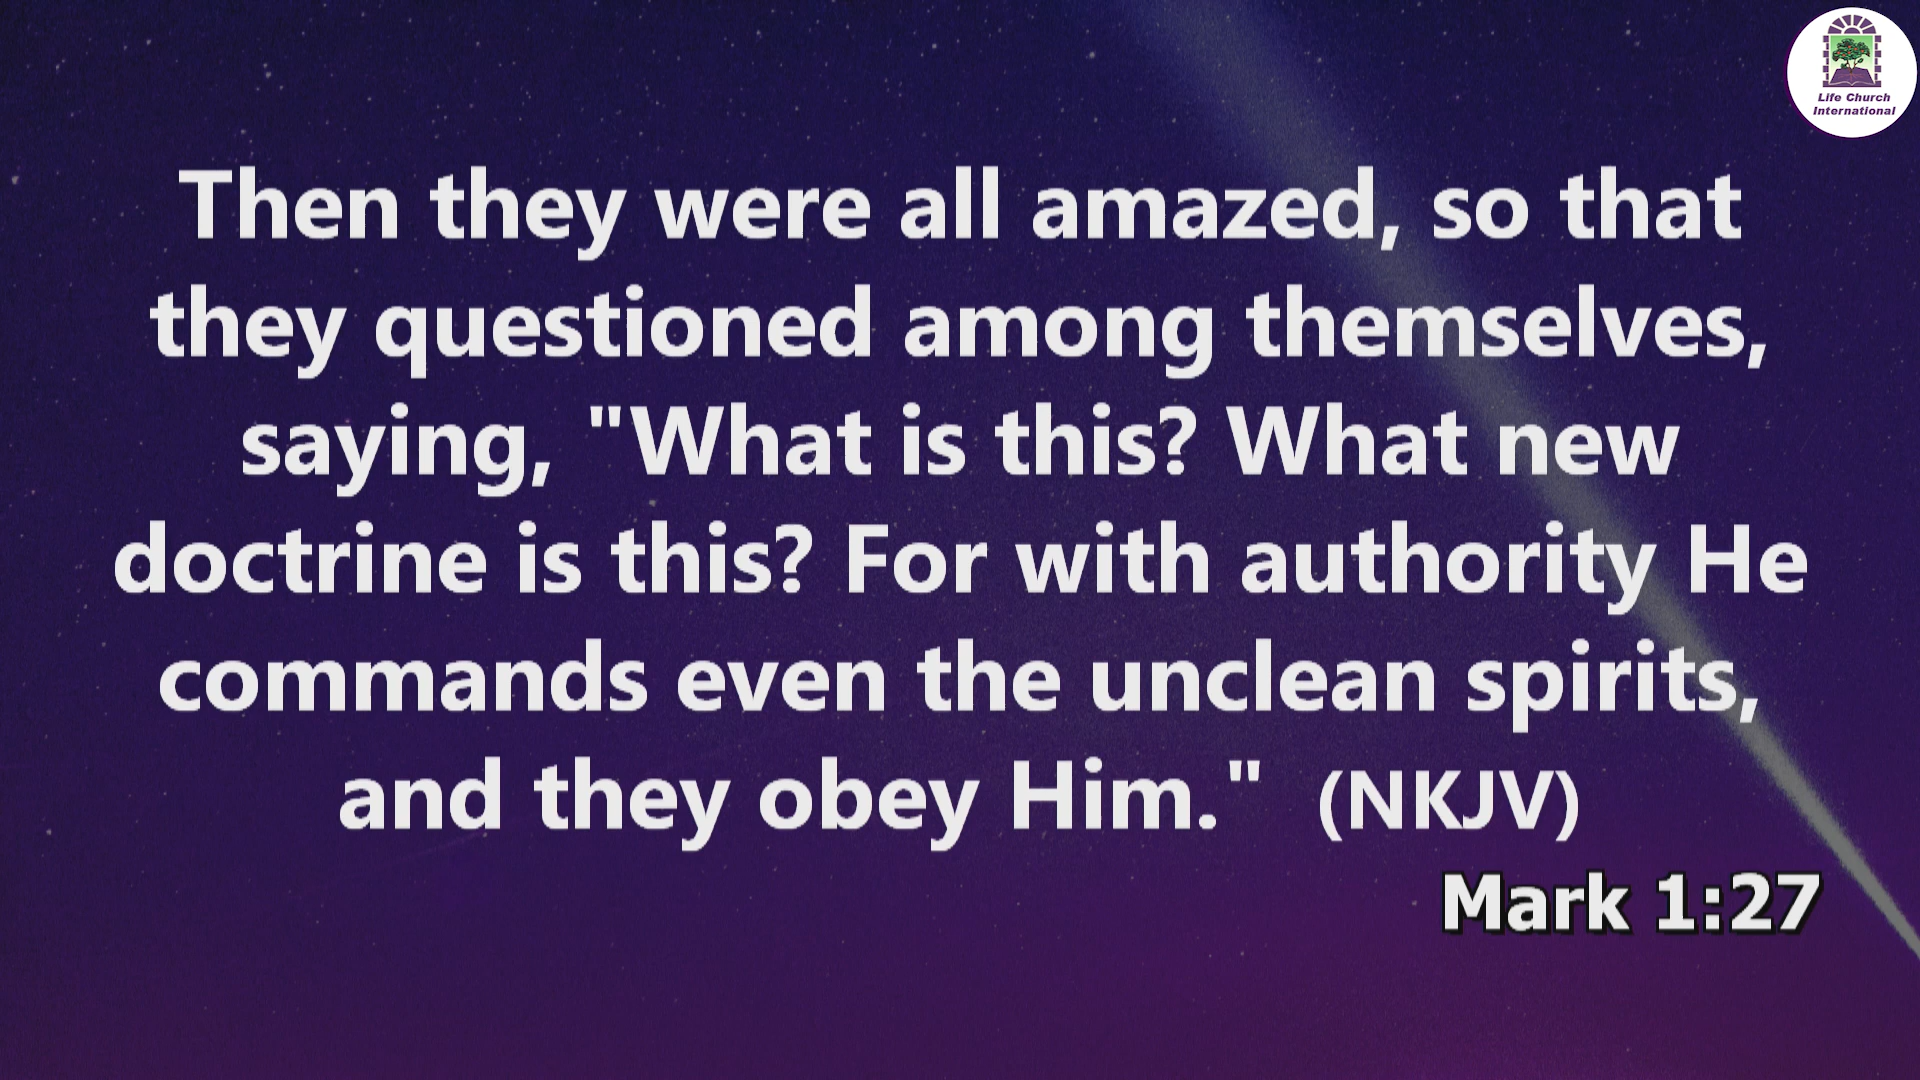 Life Church
International
Then they were all amazed, so that
they questioned among themselves,
saying, "What is this? What new
doctrine is this? For with authority He
commands even the unclean spirits,
and they obey Him." (NKJV)
Mark 1:27